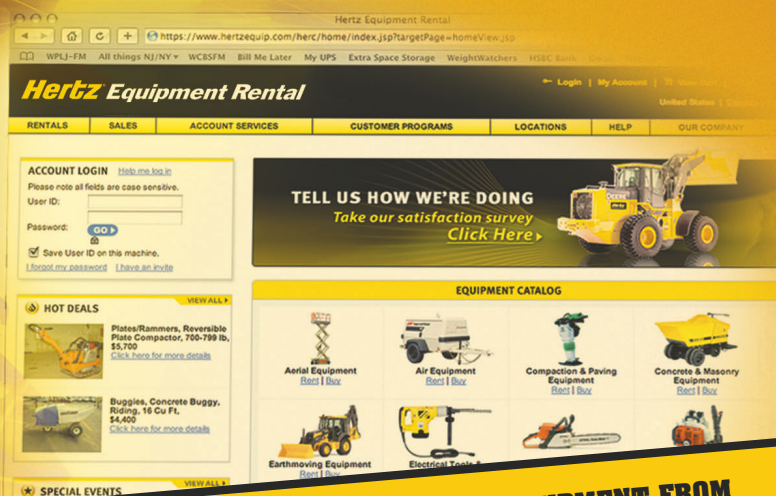 Hertz Equipment Rental
https://www.hertzequip.com/herc/home/index.jsp?targetPage=homeView.jsp
WPLJ-FM All things NJ/NY WCBSFM Bill Me Later My UPS Extra Space Storage WeightWatchers HSBC Bank
Login | My Account |
Hertz Equipment Rental
United States |
RENTALS SALES ACCOUNT SERVICES CUSTOMER PROGRAMS LOCATIONS HELP OUR COMPANY
ACCOUNT LOGIN Help me log in
Please note all fields are case sensitive.
User ID:
Password:
GO
Save User ID on this machine.
I forgot my password I have an invite
TELL US HOW WE'RE DOING
Take our satisfaction survey
Click Here
DEERE
HOT DEALS
VIEW ALL
Plates/Rammers, Reversible
Plate Compactor, 700-799 lb,
$5,700
Click here for more details
Buggies, Concrete Buggy,
Riding, 16 Cu Ft,
$4,400
Click here for more details
SPECIAL EVENTS
VIEW ALL
EQUIPMENT CATALOG
Aerial Equipment
Rent | Buy
Air Equipment
Rent | Buy
Compaction & Paving
Equipment
Rent | Buy
Concrete & Masonry
Equipment
Rent | Buy
Earthmoving Equipment
Rent | Buy
Electrical Tools &
FROM